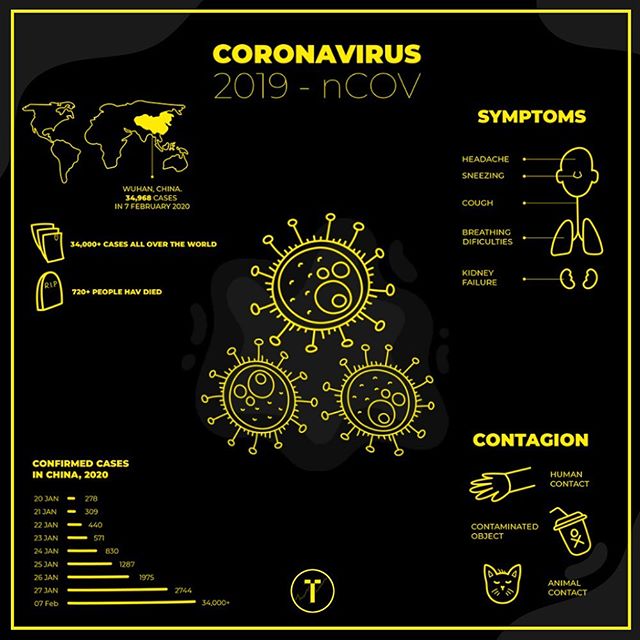 CORONAVIRUS
2019 - nCOV
WUHAN, CHINA.
34,968 CASES
IN 7 FEBRUARY 2020
34,000+ CASES ALL OVER THE WORLD
R.I.P
720+ PEOPLE HAV DIED
SYMPTOMS
HEADACHE
SNEEZING
COUGH
BREATHING
DIFICULTIES
KIDNEY
FAILURE
CONFIRMED CASES
IN CHINA, 2020
20 JAN 278
21 JAN 309
22 JAN 440
23 JAN 571
24 JAN 830
25 JAN 1287
26 JAN 1975
27 JAN 2744
07 Feb 34,000+
CONTAGION
HUMAN
CONTACT
CONTAMINATED
OBJECT
ANIMAL
CONTACT
T